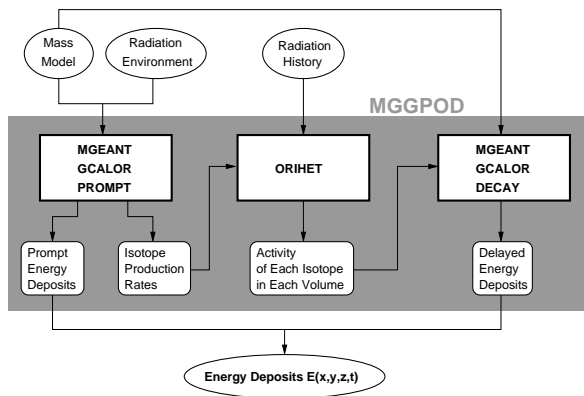 Mass
Model
Radiation
Environment
Radiation
History
MGGPOD
MGEANT
GCALOR
PROMPT
ORIHET
MGEANT
GCALOR
DECAY
Prompt
Energy
Deposits
Isotope
Production
Rates
Activity
of Each Isotope
in Each Volume
Delayed
Energy
Deposits
Energy Deposits E(x,y,z,t)